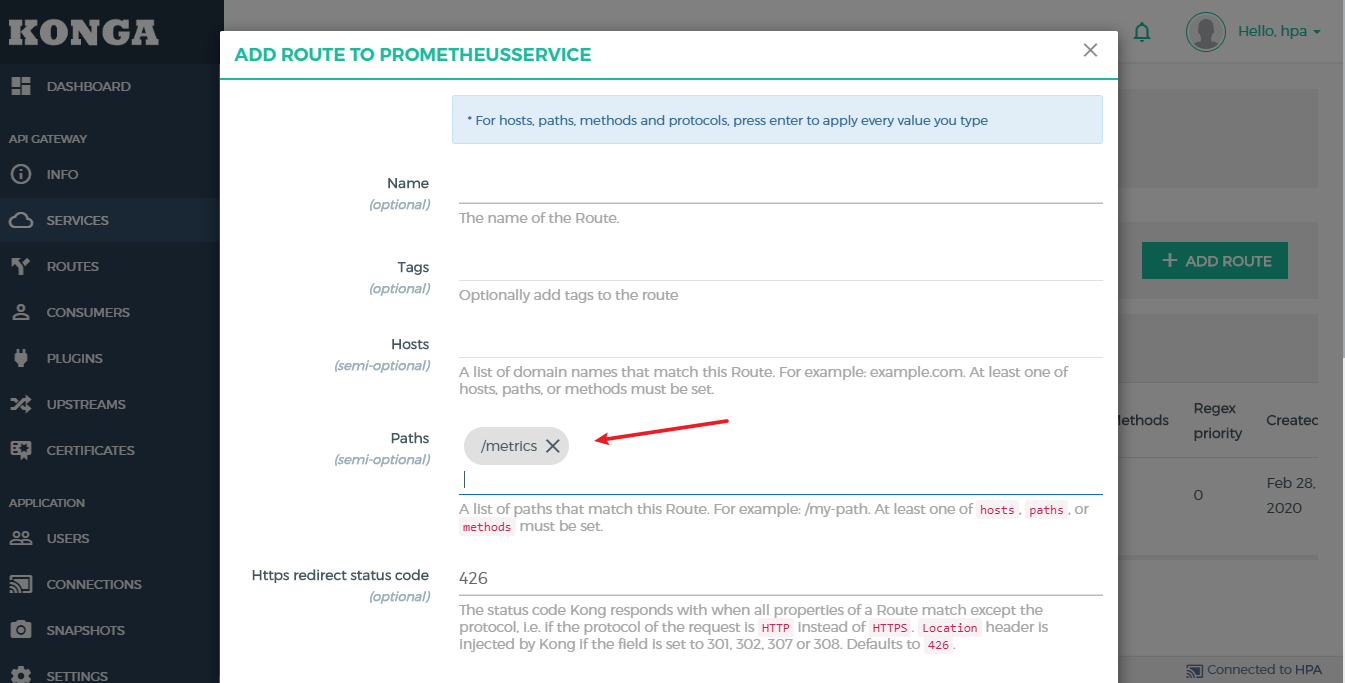 KONGA
DASHBOARD
API GATEWAY
INFO
SERVICES
ROUTES
CONSUMERS
PLUGINS
UPSTREAMS
CERTIFICATES
APPLICATION
USERS
CONNECTIONS
SNAPSHOTS
SETTINGS
Hello, hpa
ADD ROUTE TO PROMETHEUSSERVICE
* For hosts, paths, methods and protocols, press enter to apply every value you type
Name
(optional)
The name of the Route.
Tags
(optional)
Optionally add tags to the route
Hosts
(semi-optional)
A list of domain names that match this Route. For example: example.com. At least one of
hosts, paths, or methods must be set.
Paths
(semi-optional)
/metrics
A list of paths that match this Route. For example: /my-path. At least one of hosts, paths, or
methods must be set.
Https redirect status code
(optional)
426
The status code Kong responds with when all properties of a Route match except the
protocol, i.e. if the protocol of the request is HTTP instead of HTTPS. Location header is
injected by Kong if the field is set to 301, 302, 307 or 308. Defaults to 426.
+ ADD ROUTE
Methods
Regex
priority
Created
0
Feb 28,
2020
Connected to HPA